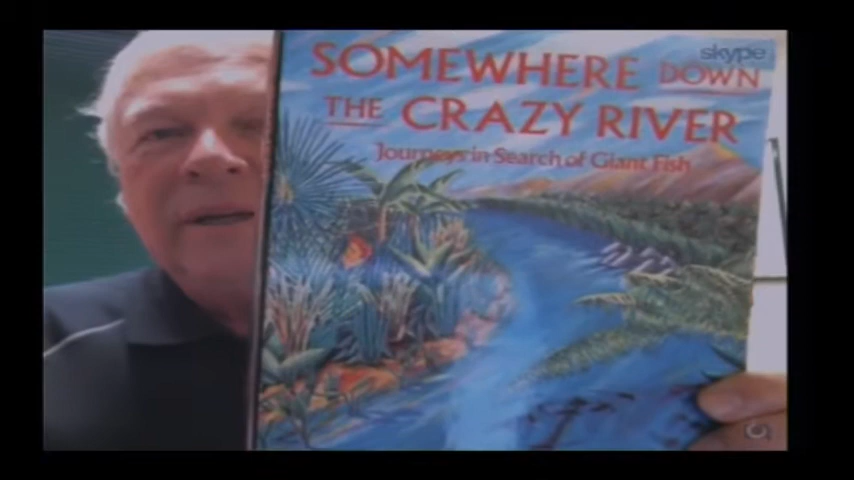 skype
SOMEWHERE DOWN
THE CRAZY RIVER
Journeys in Search of Giant Fish